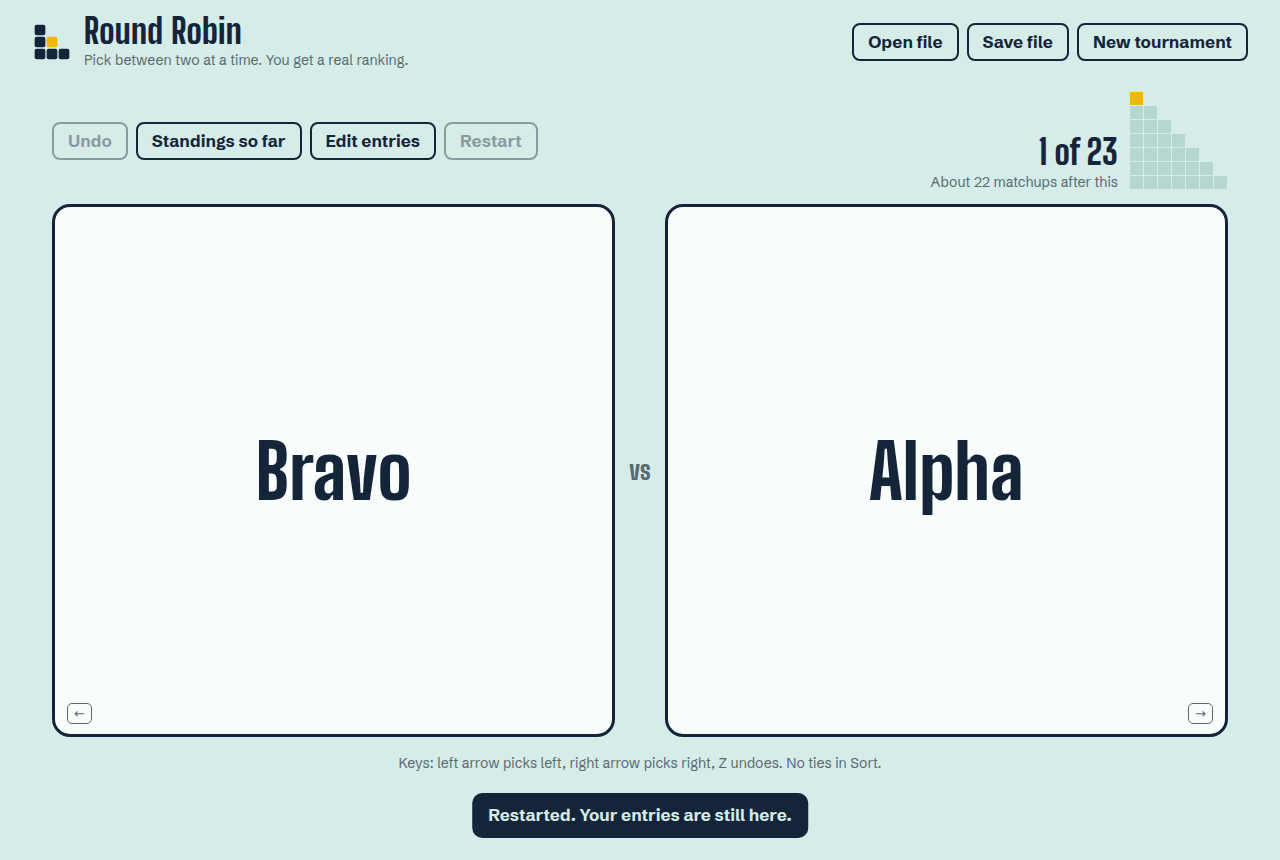 Round Robin
Pick between two at a time. You get a real ranking.
Open file
Save file
New tournament
Undo
Standings so far
Edit entries
Restart
1 of 23
About 22 matchups after this
Bravo
vs
Alpha
←
→
Keys: left arrow picks left, right arrow picks right, Z undoes. No ties in Sort.
Restarted. Your entries are still here.